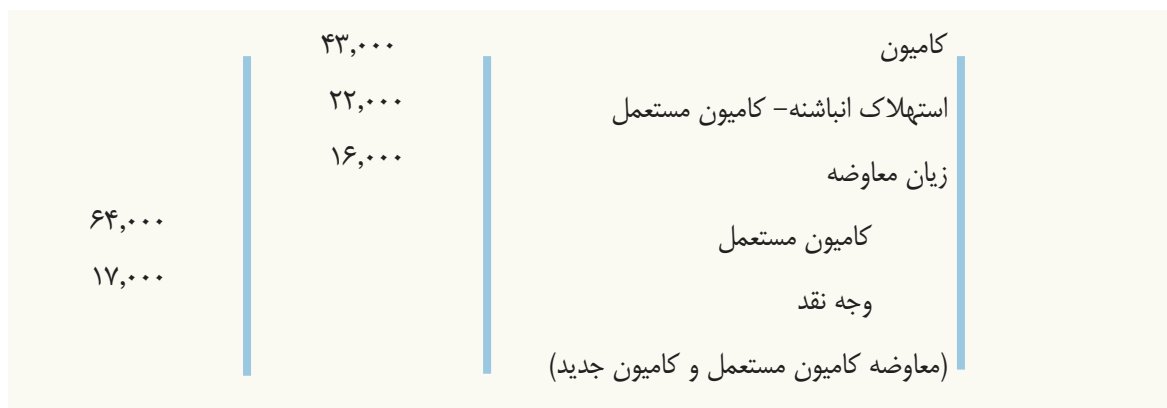 کامیون ۴۳,۰۰۰
استهلاک انباشنه– کامیون مستعمل ۲۲,۰۰۰
زیان معاوضه ۱۶,۰۰۰
کامیون مستعمل ۶۴,۰۰۰
وجه نقد ۱۷,۰۰۰
(معاوضه کامیون مستعمل و کامیون جدید)